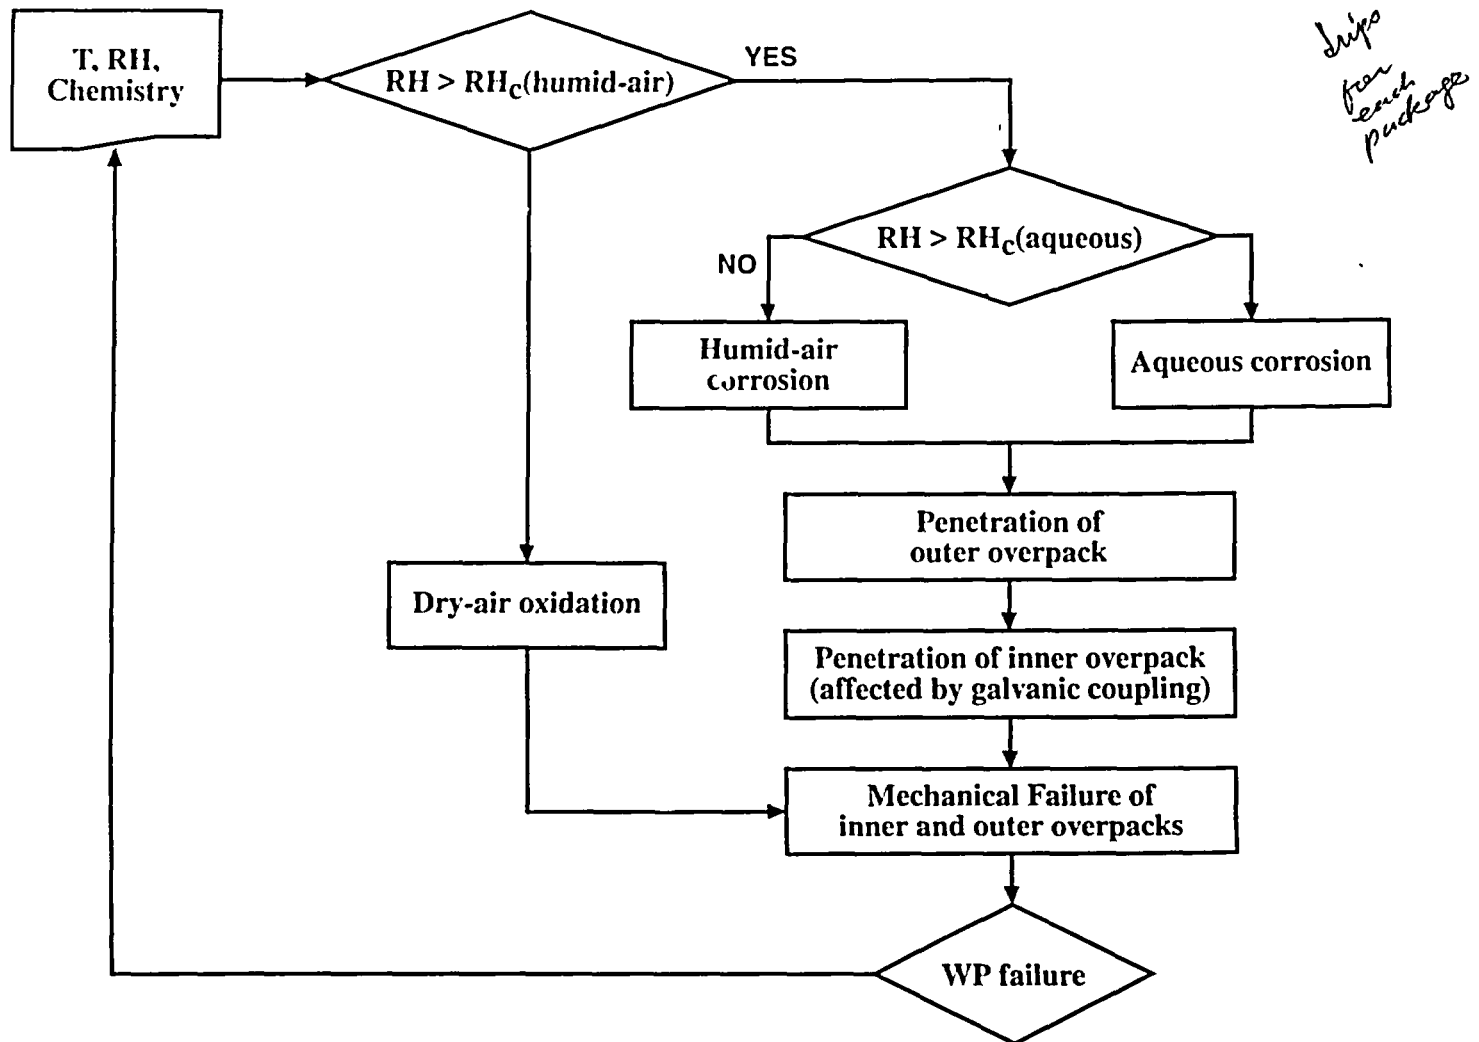 T, RH,
Chemistry
RH > RHc(humid-air)
YES
drips
for
each
package
RH > RHc(aqueous)
NO
Humid-air
corrosion
Aqueous corrosion
Penetration of
outer overpack
Dry-air oxidation
Penetration of inner overpack
(affected by galvanic coupling)
Mechanical Failure of
inner and outer overpacks
WP failure